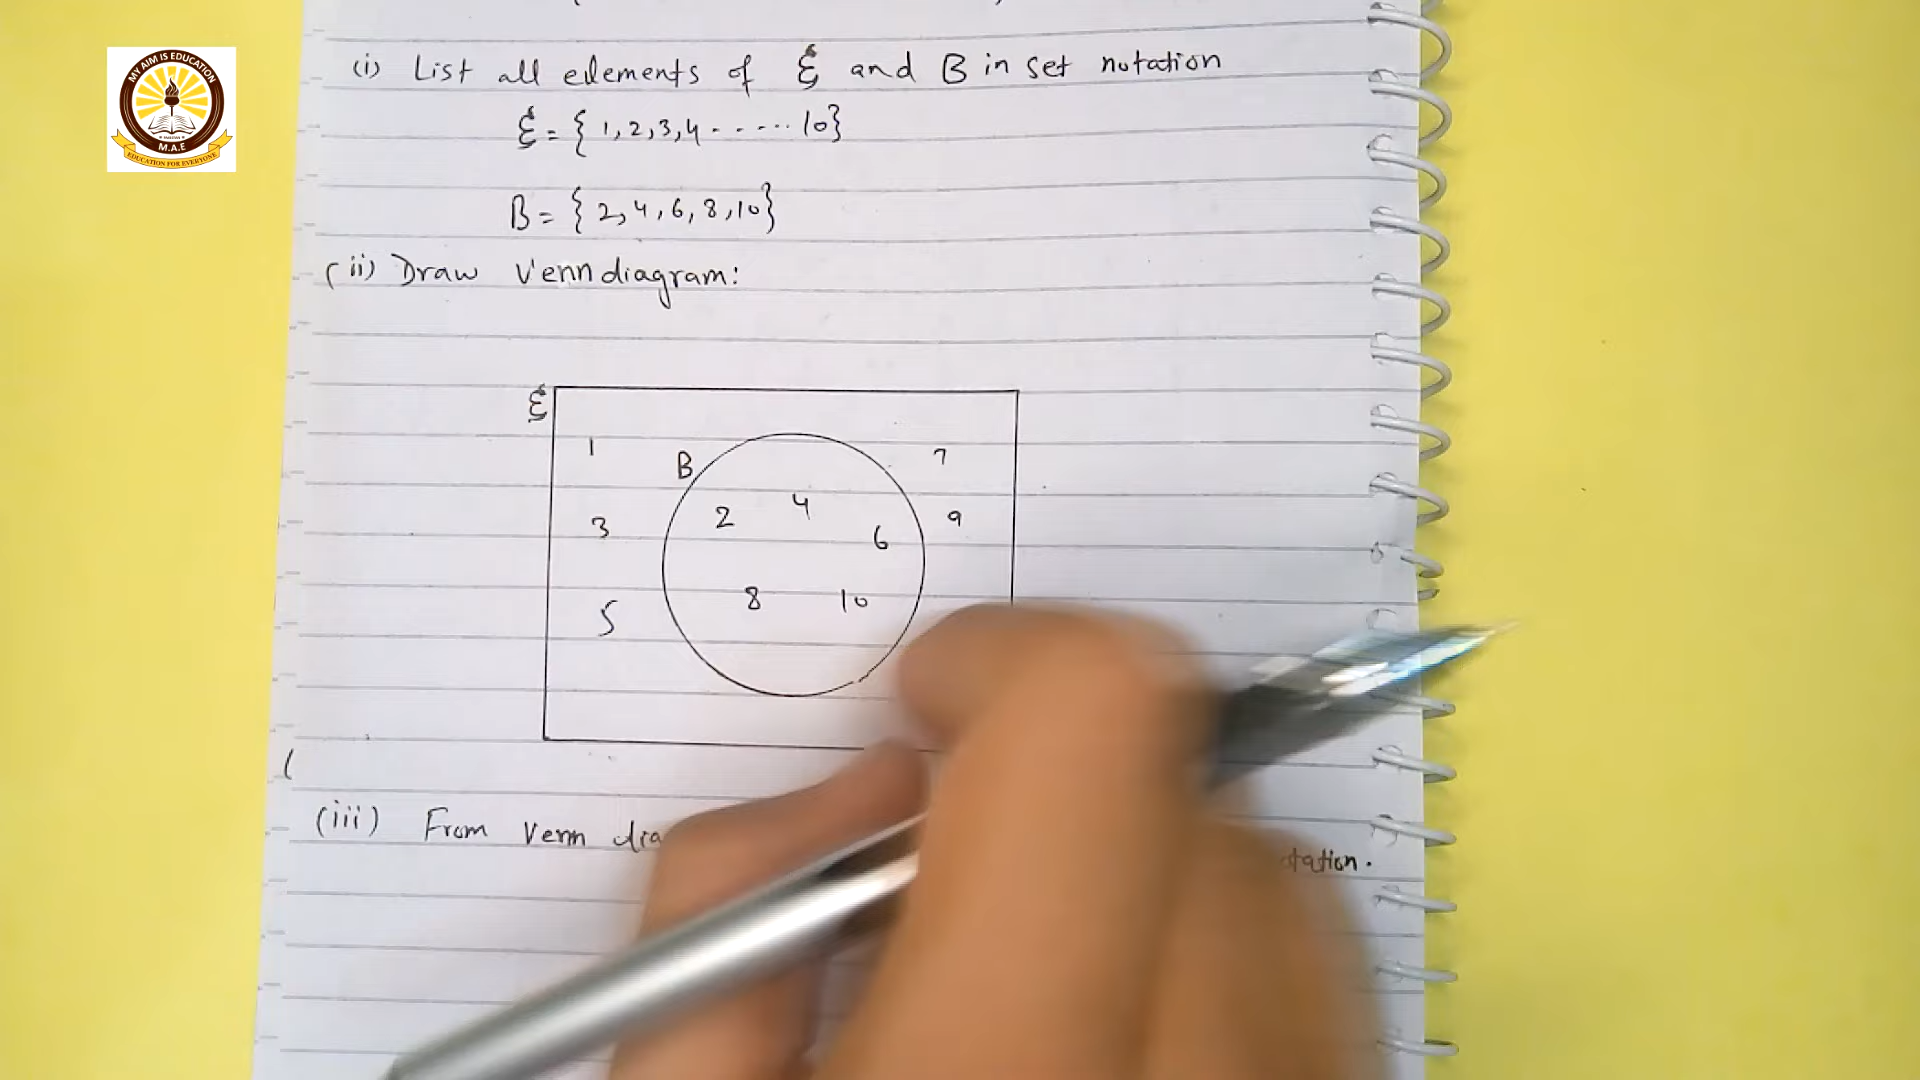 MY AIM IS EDUCATION
M.A.E
EDUCATION FOR EVERYONE
(i) List all elements of ξ and B in set notation
ξ = { 1, 2, 3, 4 - - - - - 10}
B = { 2, 4, 6, 8, 10}
(ii) Draw Venn diagram:
ξ
1 B 7
2 4
3 6 9
8 10
5
(
(iii) From Venn dia
tation.